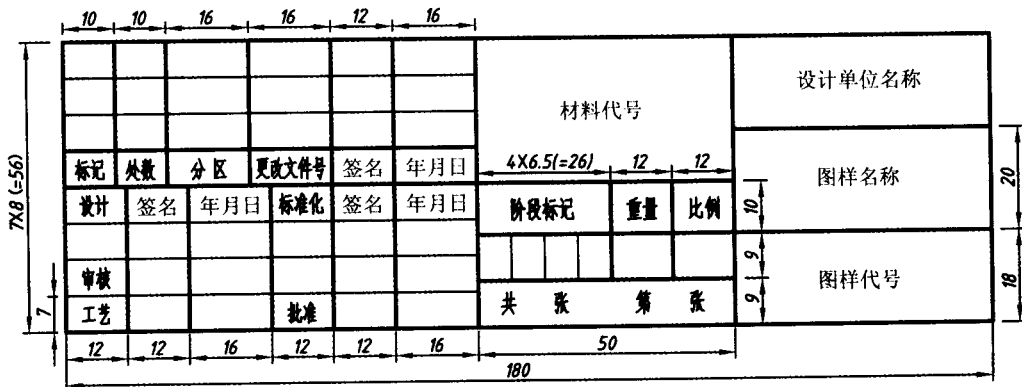 10 10 16 16 12 16
设计单位名称
材料代号
7X8 (=56)
标记 处数 分区 更改文件号 签名 年月日
4X6.5(=26) 12 12
图样名称
20
设计 签名 年月日 标准化 签名 年月日
阶段标记 重量 比例
10
9
审核
图样代号
18
7
工艺 批准
共 张 第 张
9
12 12 16 12 12 16 50
180